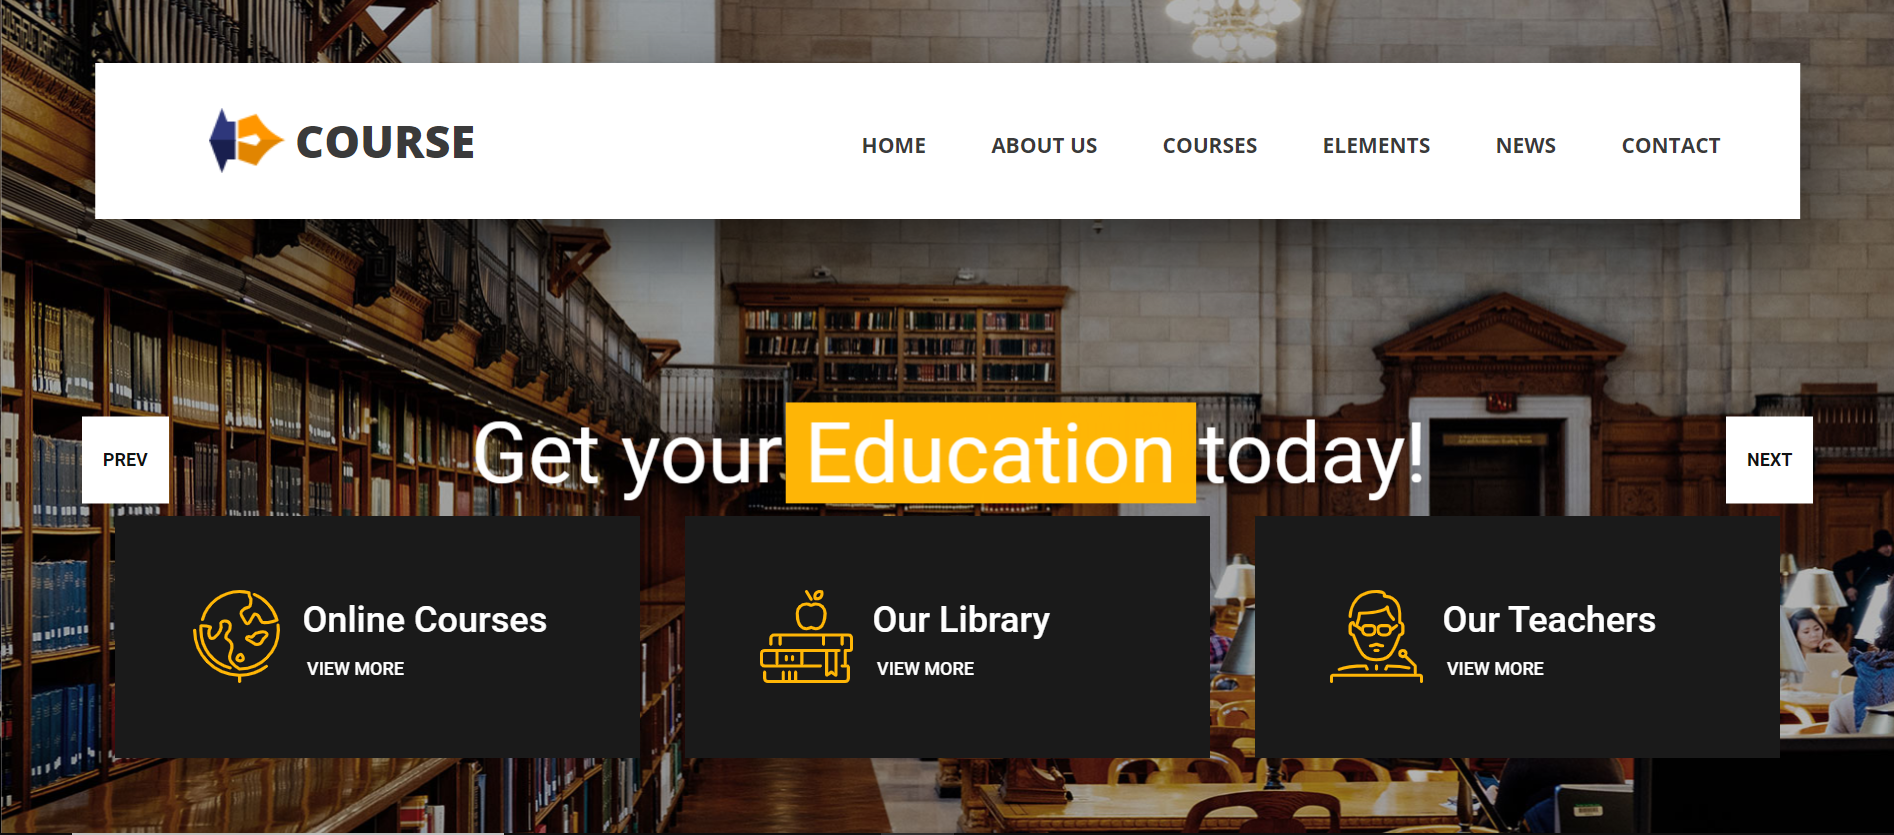 COURSE
HOME ABOUT US COURSES ELEMENTS NEWS CONTACT
PREV
Get your Education today!
NEXT
Online Courses
VIEW MORE
Our Library
VIEW MORE
Our Teachers
VIEW MORE